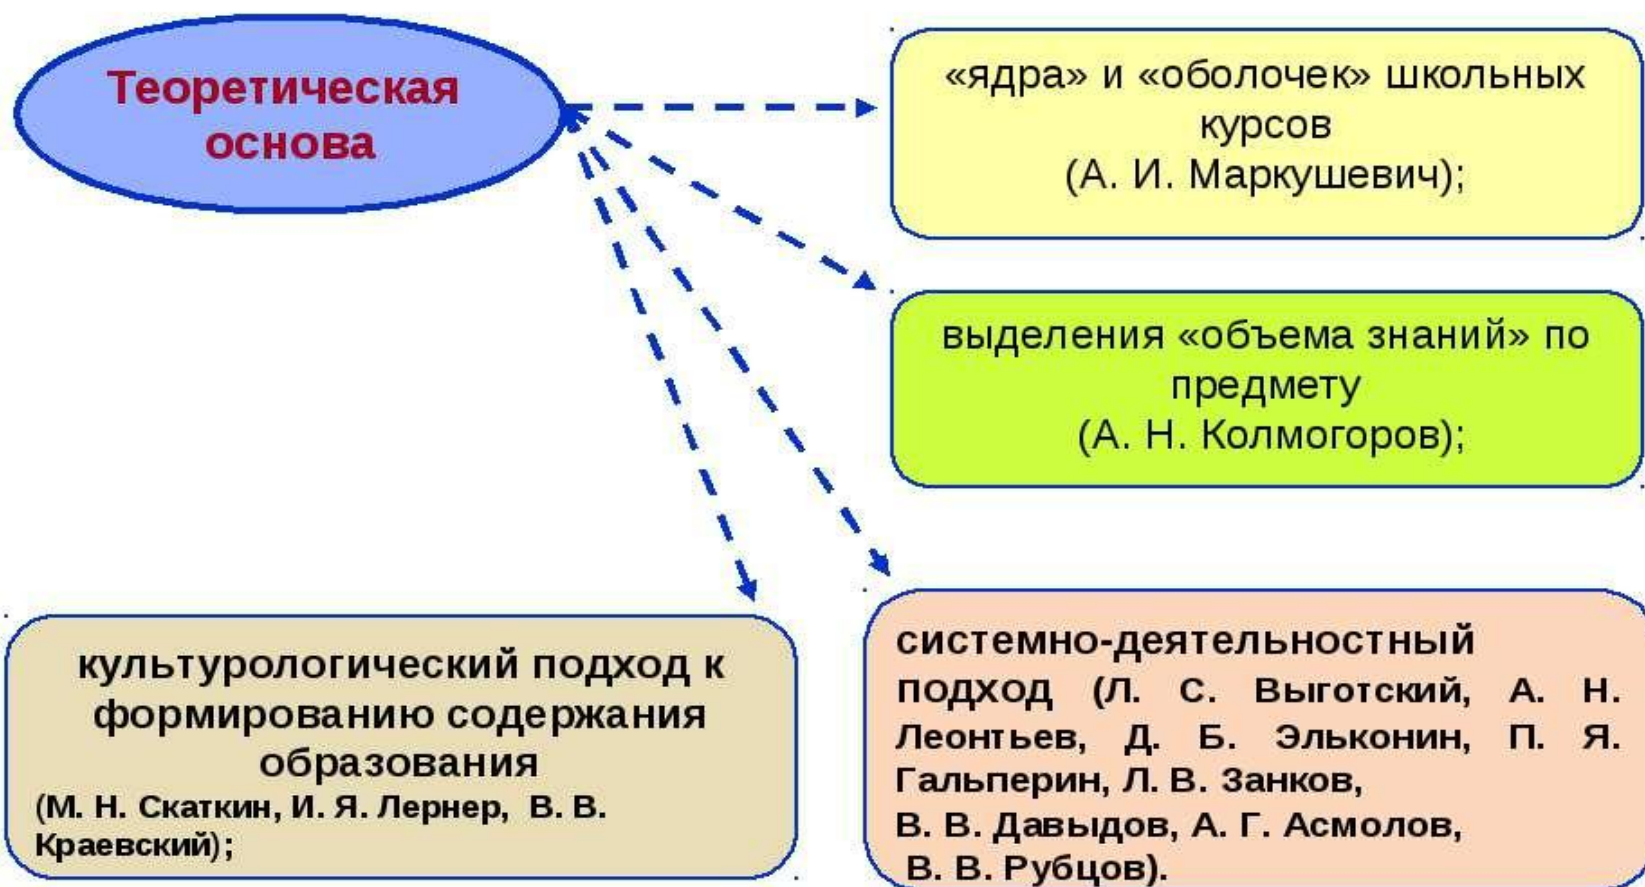 Теоретическая
основа
«ядра» и «оболочек» школьных
курсов
(А. И. Маркушевич);
выделения «объема знаний» по
предмету
(А. Н. Колмогоров);
культурологический подход к
формированию содержания
образования
(М. Н. Скаткин, И. Я. Лернер, В. В.
Краевский);
системно-деятельностный
подход (Л. С. Выготский, А. Н.
Леонтьев, Д. Б. Эльконин, П. Я.
Гальперин, Л. В. Занков,
В. В. Давыдов, А. Г. Асмолов,
В. В. Рубцов).